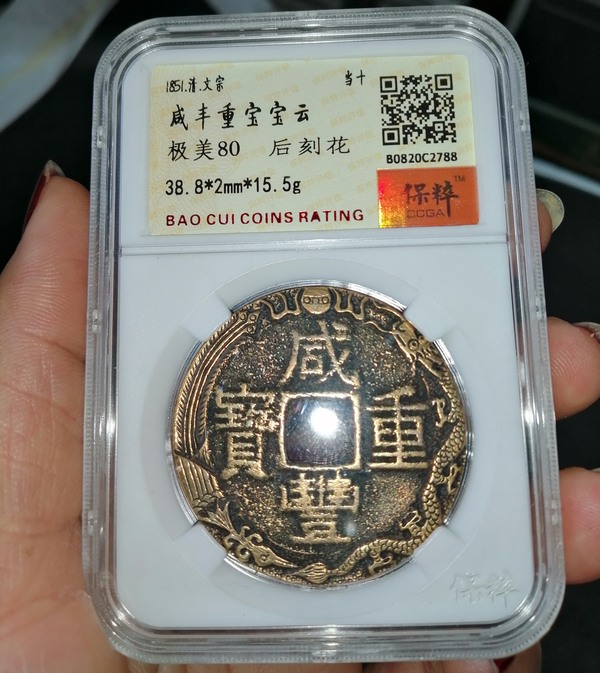 1851.清.文宗 当十
咸丰重宝宝云
极美80 后刻花
B0820C2788
38.8*2mm*15.5g
保粹™
CCGA
BAO CUI COINS RATING
咸
寶 重
豐
保粹